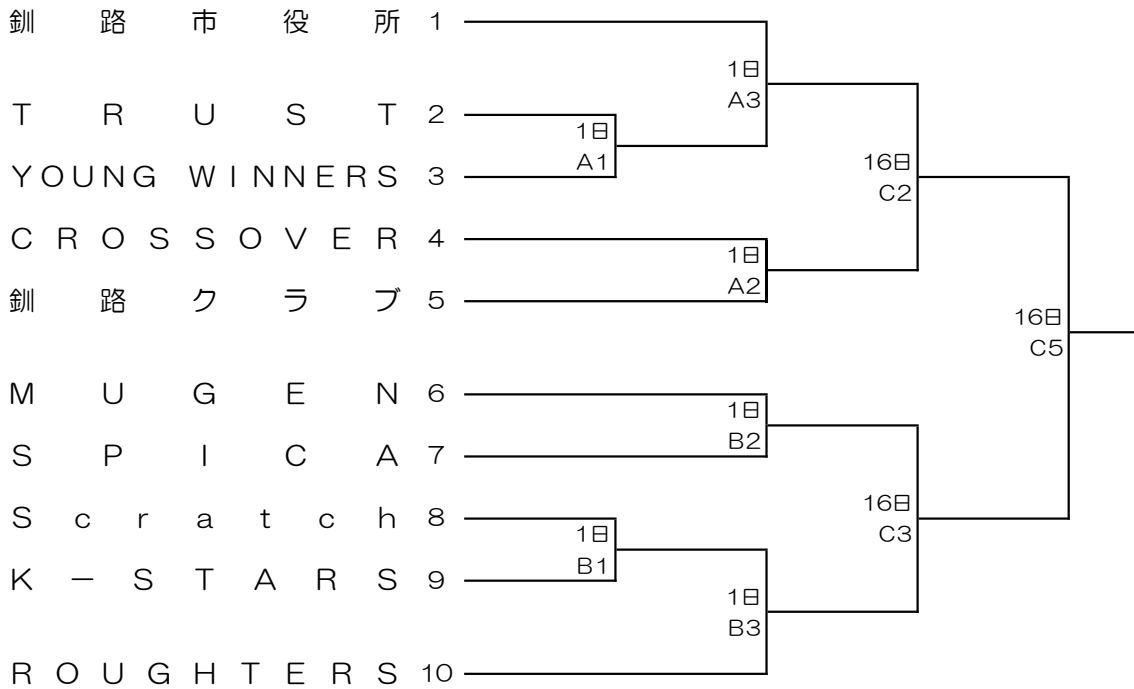 釧路市役所 1
1日
A3
TRUST 2
1日
A1
YOUNG WINNERS 3
16日
C2
CROSSOVER 4
1日
A2
釧路クラブ 5
16日
C5
MUGEN 6
1日
B2
SPICA 7
Scratch 8
16日
C3
1日
B1
K－STARS 9
1日
B3
ROUGHTERS 10